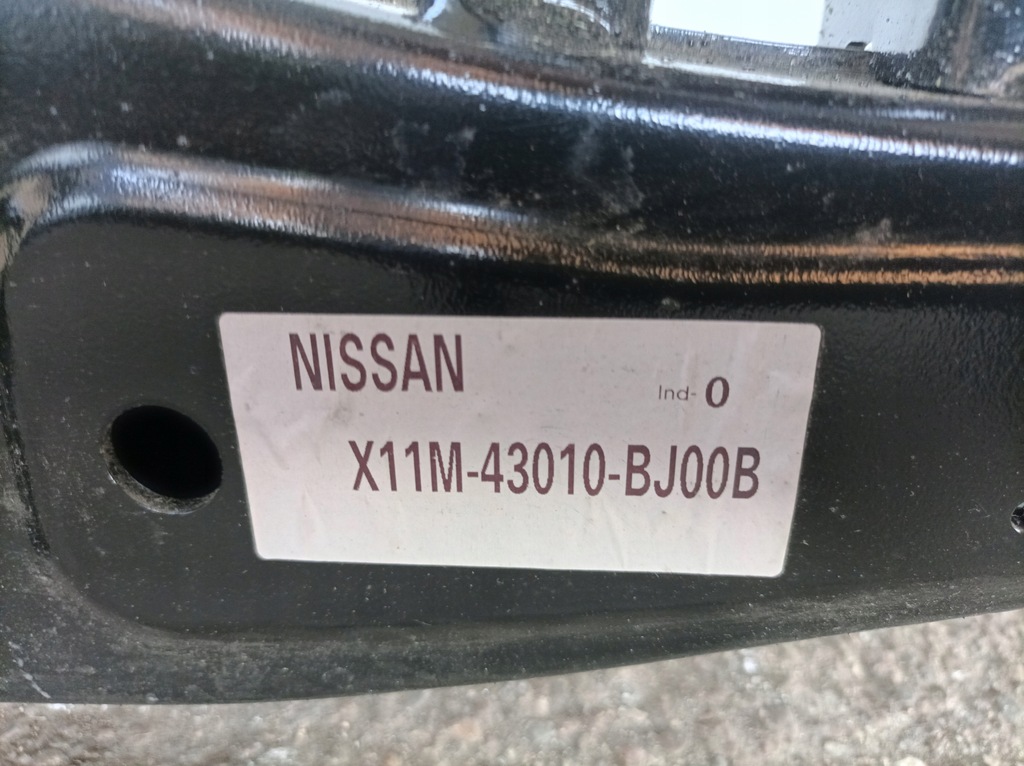 NISSAN
Ind- 0
X11M-43010-BJ00B